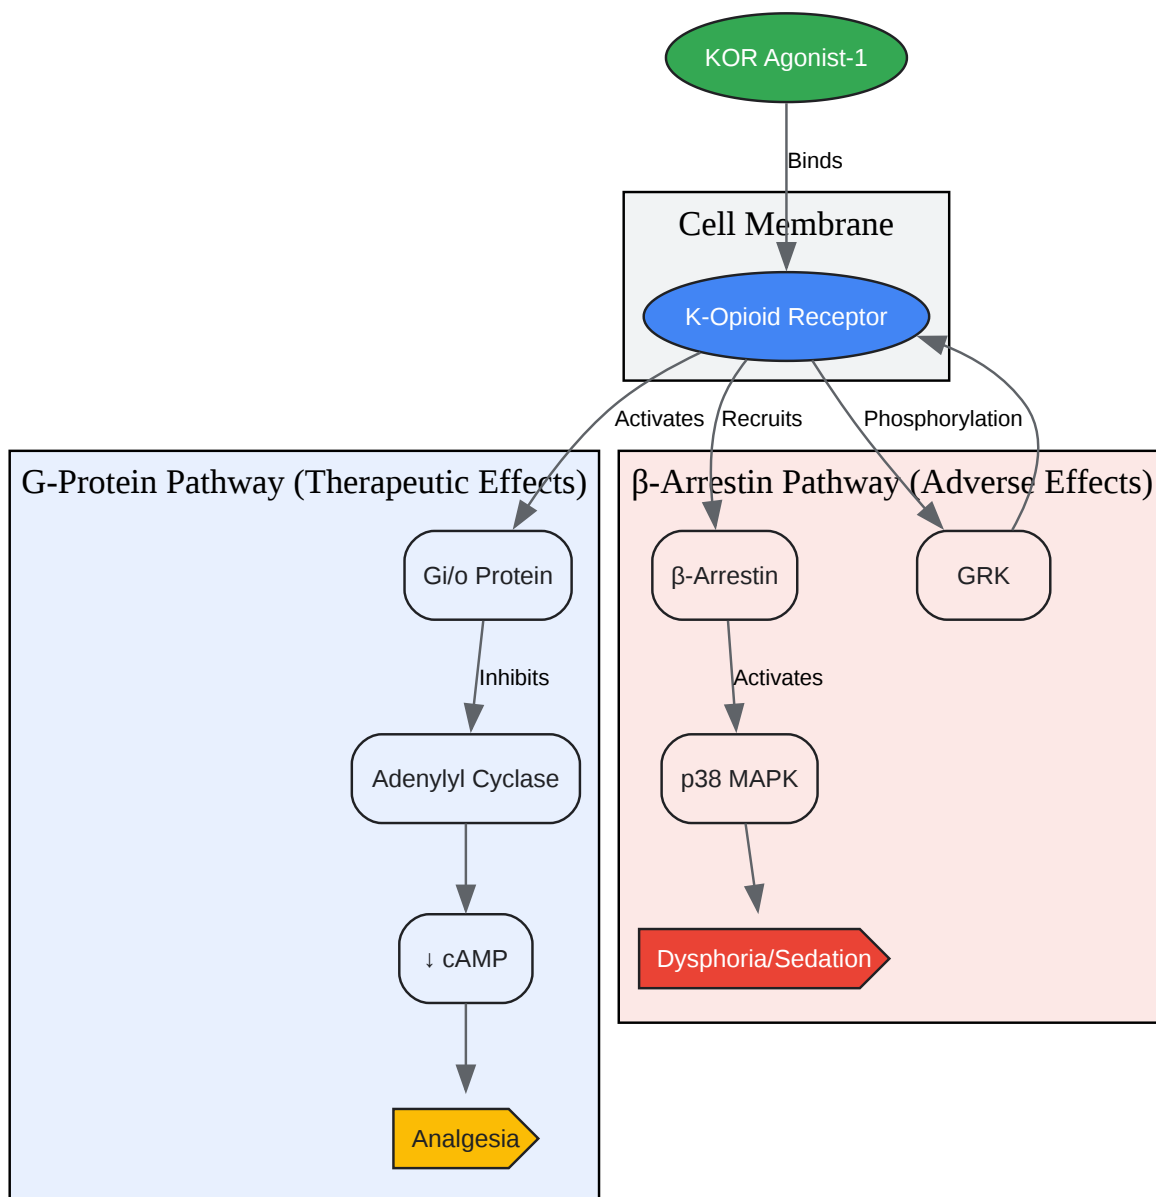 KOR Agonist-1
Binds
Cell Membrane
K-Opioid Receptor
Activates
Recruits
Phosphorylation
G-Protein Pathway (Therapeutic Effects)
β-Arrestin Pathway (Adverse Effects)
Gi/o Protein
β-Arrestin
GRK
Inhibits
Activates
Adenylyl Cyclase
p38 MAPK
↓ cAMP
Dysphoria/Sedation
Analgesia